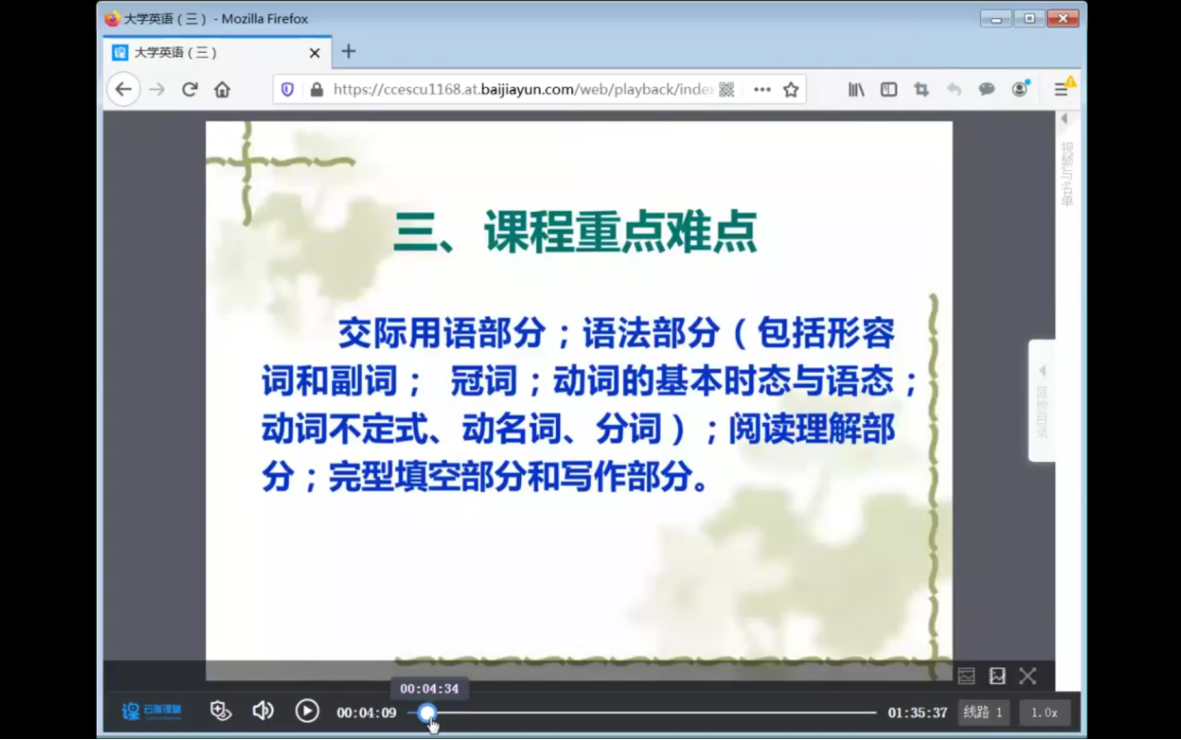 大学英语（三） - Mozilla Firefox
大学英语（三）
https://ccescu1168.at.baijiayun.com/web/playback/inde
三、课程重点难点
交际用语部分；语法部分（包括形容
词和副词； 冠词；动词的基本时态与语态；
动词不定式、动名词、分词）；阅读理解部
分；完型填空部分和写作部分。
视频与名单
00:04:34
00:04:09
01:35:37
线路 1
1.0x